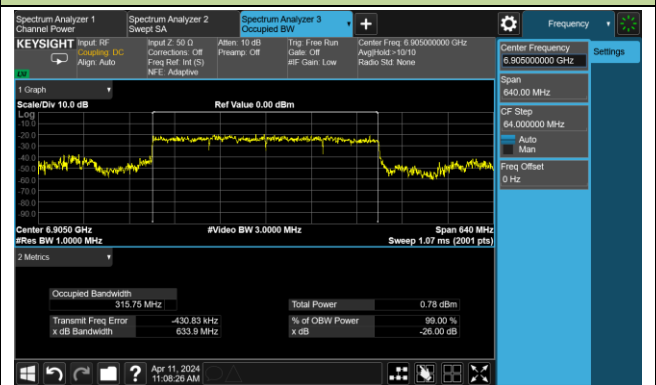 Spectrum Analyzer 1
Channel Power
Spectrum Analyzer 2
Swept SA
Spectrum Analyzer 3
Occupied BW
Frequency
KEYSIGHT
Input: RF
Coupling: DC
Align: Auto
Input Z: 50 Ω
Corrections: Off
Freq Ref: Int (S)
NFE: Adaptive
Atten: 10 dB
Preamp: Off
Trig: Free Run
Gate: Off
#IF Gain: Low
Center Freq: 6.905000000 GHz
Avg|Hold:>10/10
Radio Std: None
Center Frequency
6.905000000 GHz
Settings
Span
640.00 MHz
CF Step
64.000000 MHz
Auto
Man
Freq Offset
0 Hz
1 Graph
Scale/Div 10.0 dB
Ref Value 0.00 dBm
Log
-10.0
-20.0
-30.0
-40.0
-50.0
-60.0
-70.0
-80.0
-90.0
Center 6.9050 GHz
#Video BW 3.0000 MHz
Span 640 MHz
#Res BW 1.0000 MHz
Sweep 1.07 ms (2001 pts)
2 Metrics
Occupied Bandwidth
315.75 MHz
Total Power 0.78 dBm
Transmit Freq Error -430.83 kHz
% of OBW Power 99.00 %
x dB Bandwidth 633.9 MHz
x dB -26.00 dB
Apr 11, 2024
11:08:26 AM